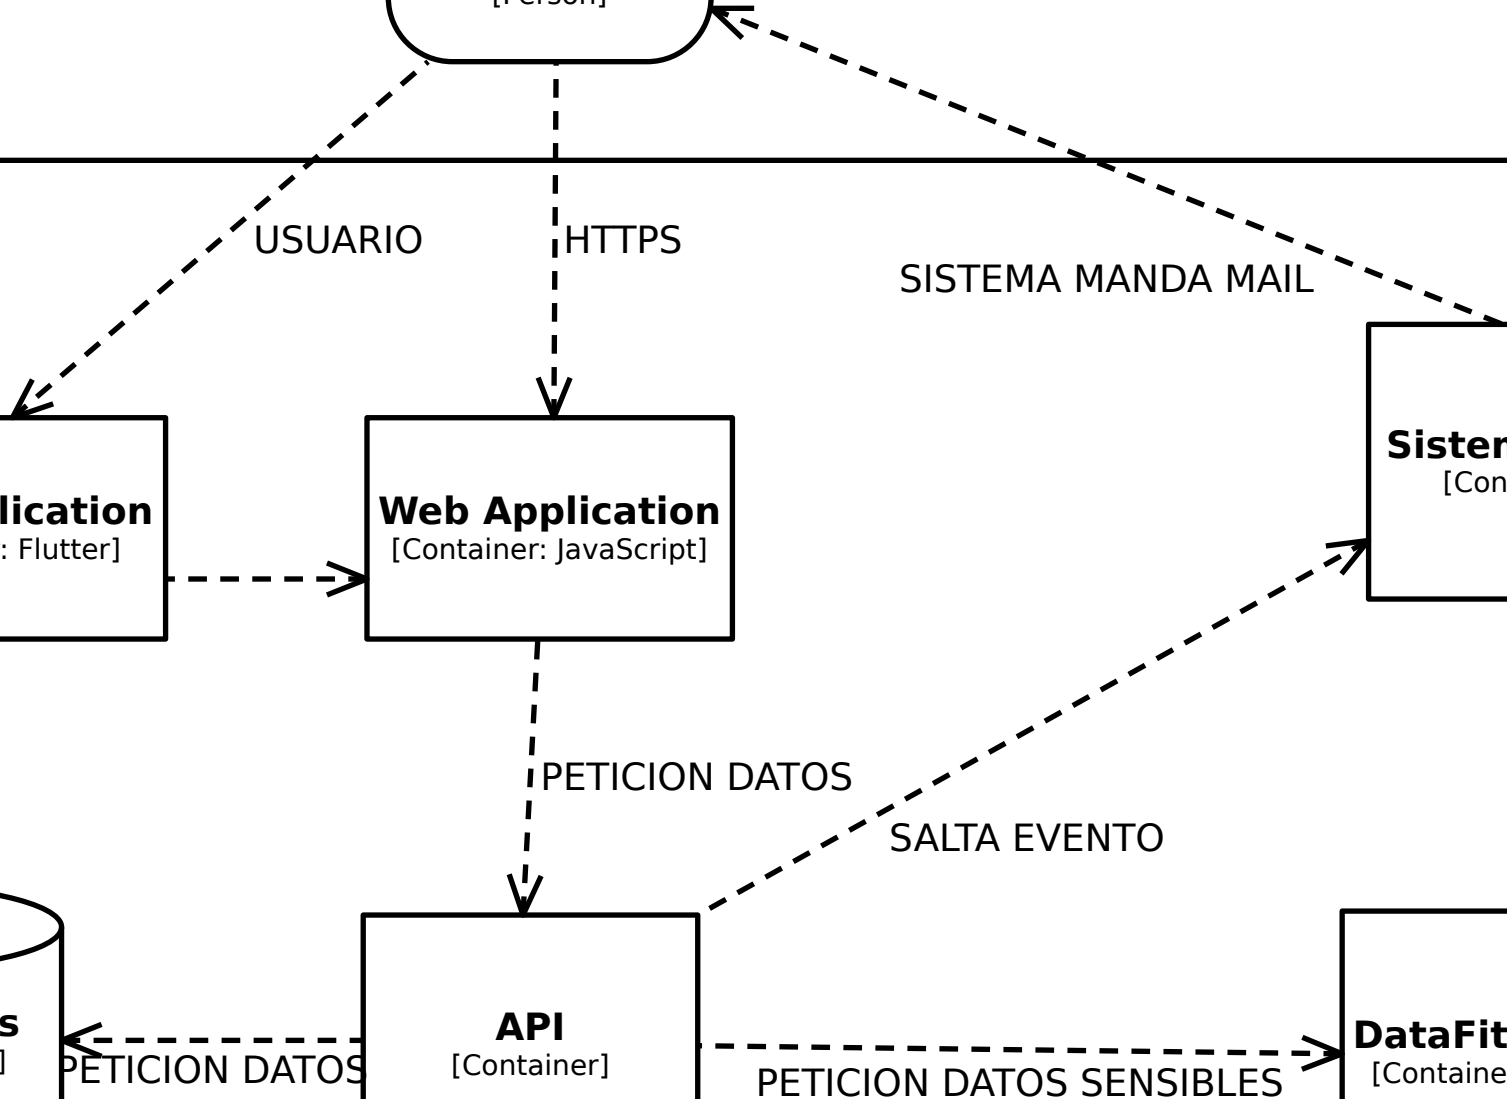 [Person]
USUARIO
HTTPS
SISTEMA MANDA MAIL
lication
: Flutter]
Web Application
[Container: JavaScript]
Sistem
[Con
PETICION DATOS
SALTA EVENTO
s
]
PETICION DATOS
API
[Container]
PETICION DATOS SENSIBLES
DataFit
[Containe